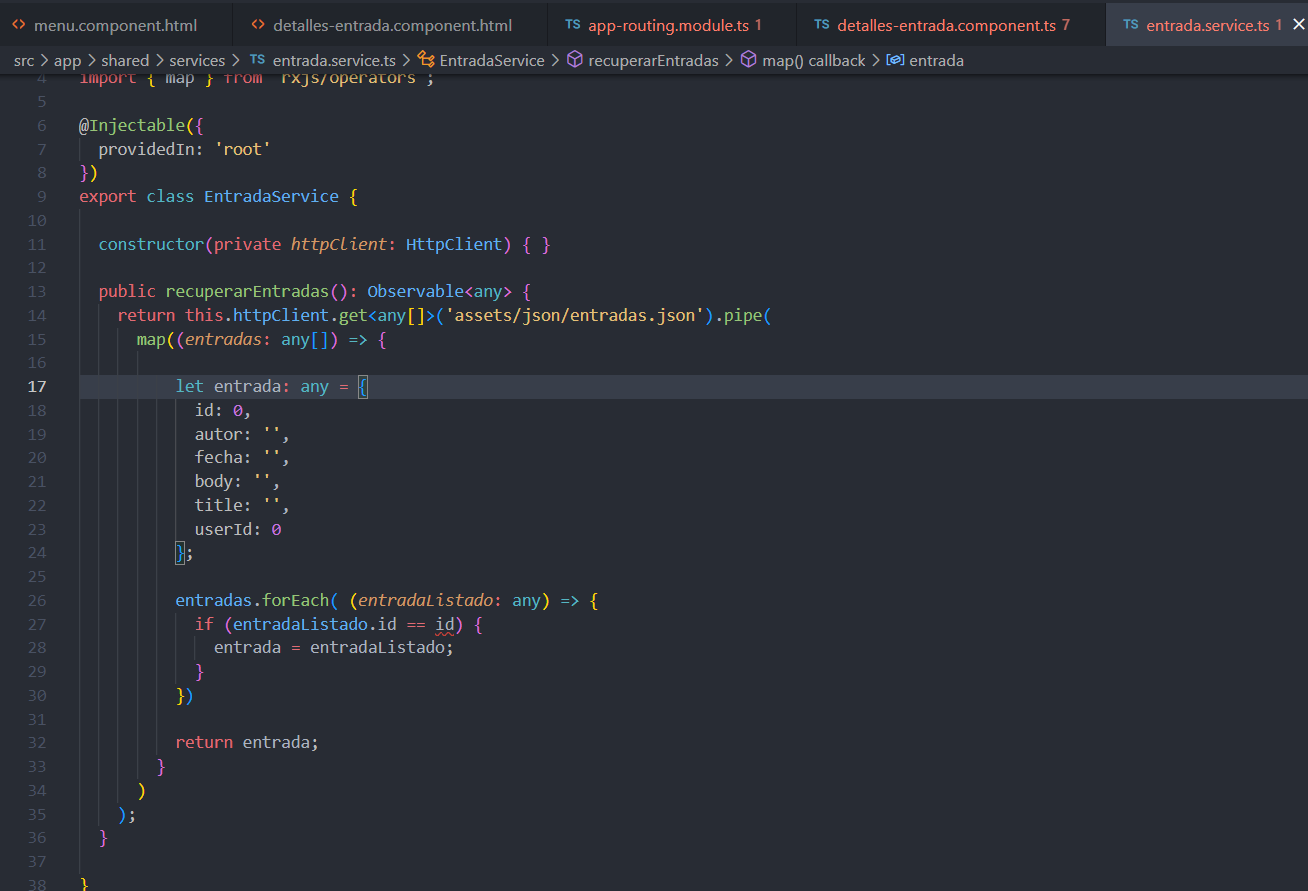 menu.component.html detalles-entrada.component.html TS app-routing.module.ts 1 TS detalles-entrada.component.ts 7 TS entrada.service.ts 1
src > app > shared > services > TS entrada.service.ts > EntradaService > recuperarEntradas > map() callback > entrada
4 import { map } from 'rxjs/operators';
5
6 @Injectable({
7 providedIn: 'root'
8 })
9 export class EntradaService {
10
11 constructor(private httpClient: HttpClient) { }
12
13 public recuperarEntradas(): Observable<any> {
14 return this.httpClient.get<any[]>('assets/json/entradas.json').pipe(
15 map((entradas: any[]) => {
16
17 let entrada: any = {
18 id: 0,
19 autor: '',
20 fecha: '',
21 body: '',
22 title: '',
23 userId: 0
24 };
25
26 entradas.forEach( (entradaListado: any) => {
27 if (entradaListado.id == id) {
28 entrada = entradaListado;
29 }
30 })
31
32 return entrada;
33 }
34 )
35 );
36 }
37
38 }